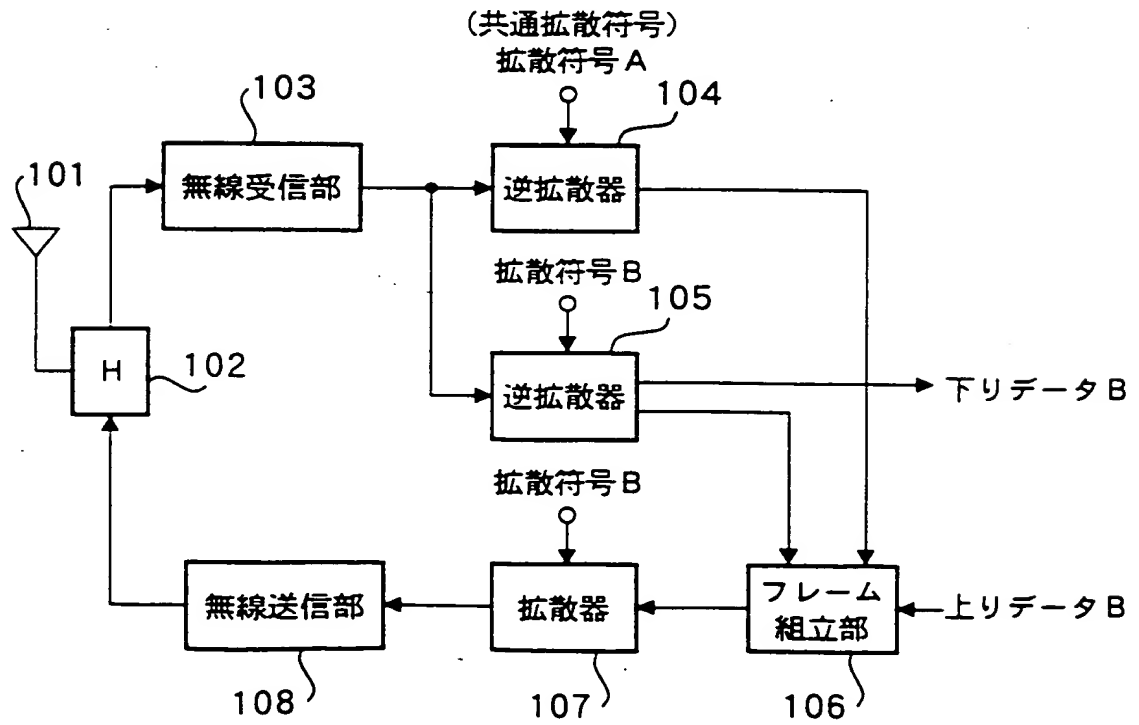 (共通拡散符号)
拡散符号A
103
104
無線受信部
逆拡散器
101
拡散符号B
105
H
102
逆拡散器
下りデータB
拡散符号B
無線送信部
拡散器
フレーム
組立部
上りデータB
108
107
106